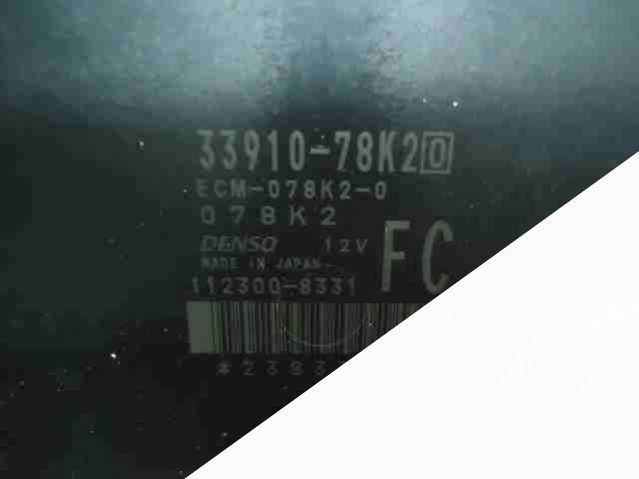 33910-78K20
ECM-078K2-0
078K2
DENSO 12V FC
MADE IN JAPAN
112300-8331